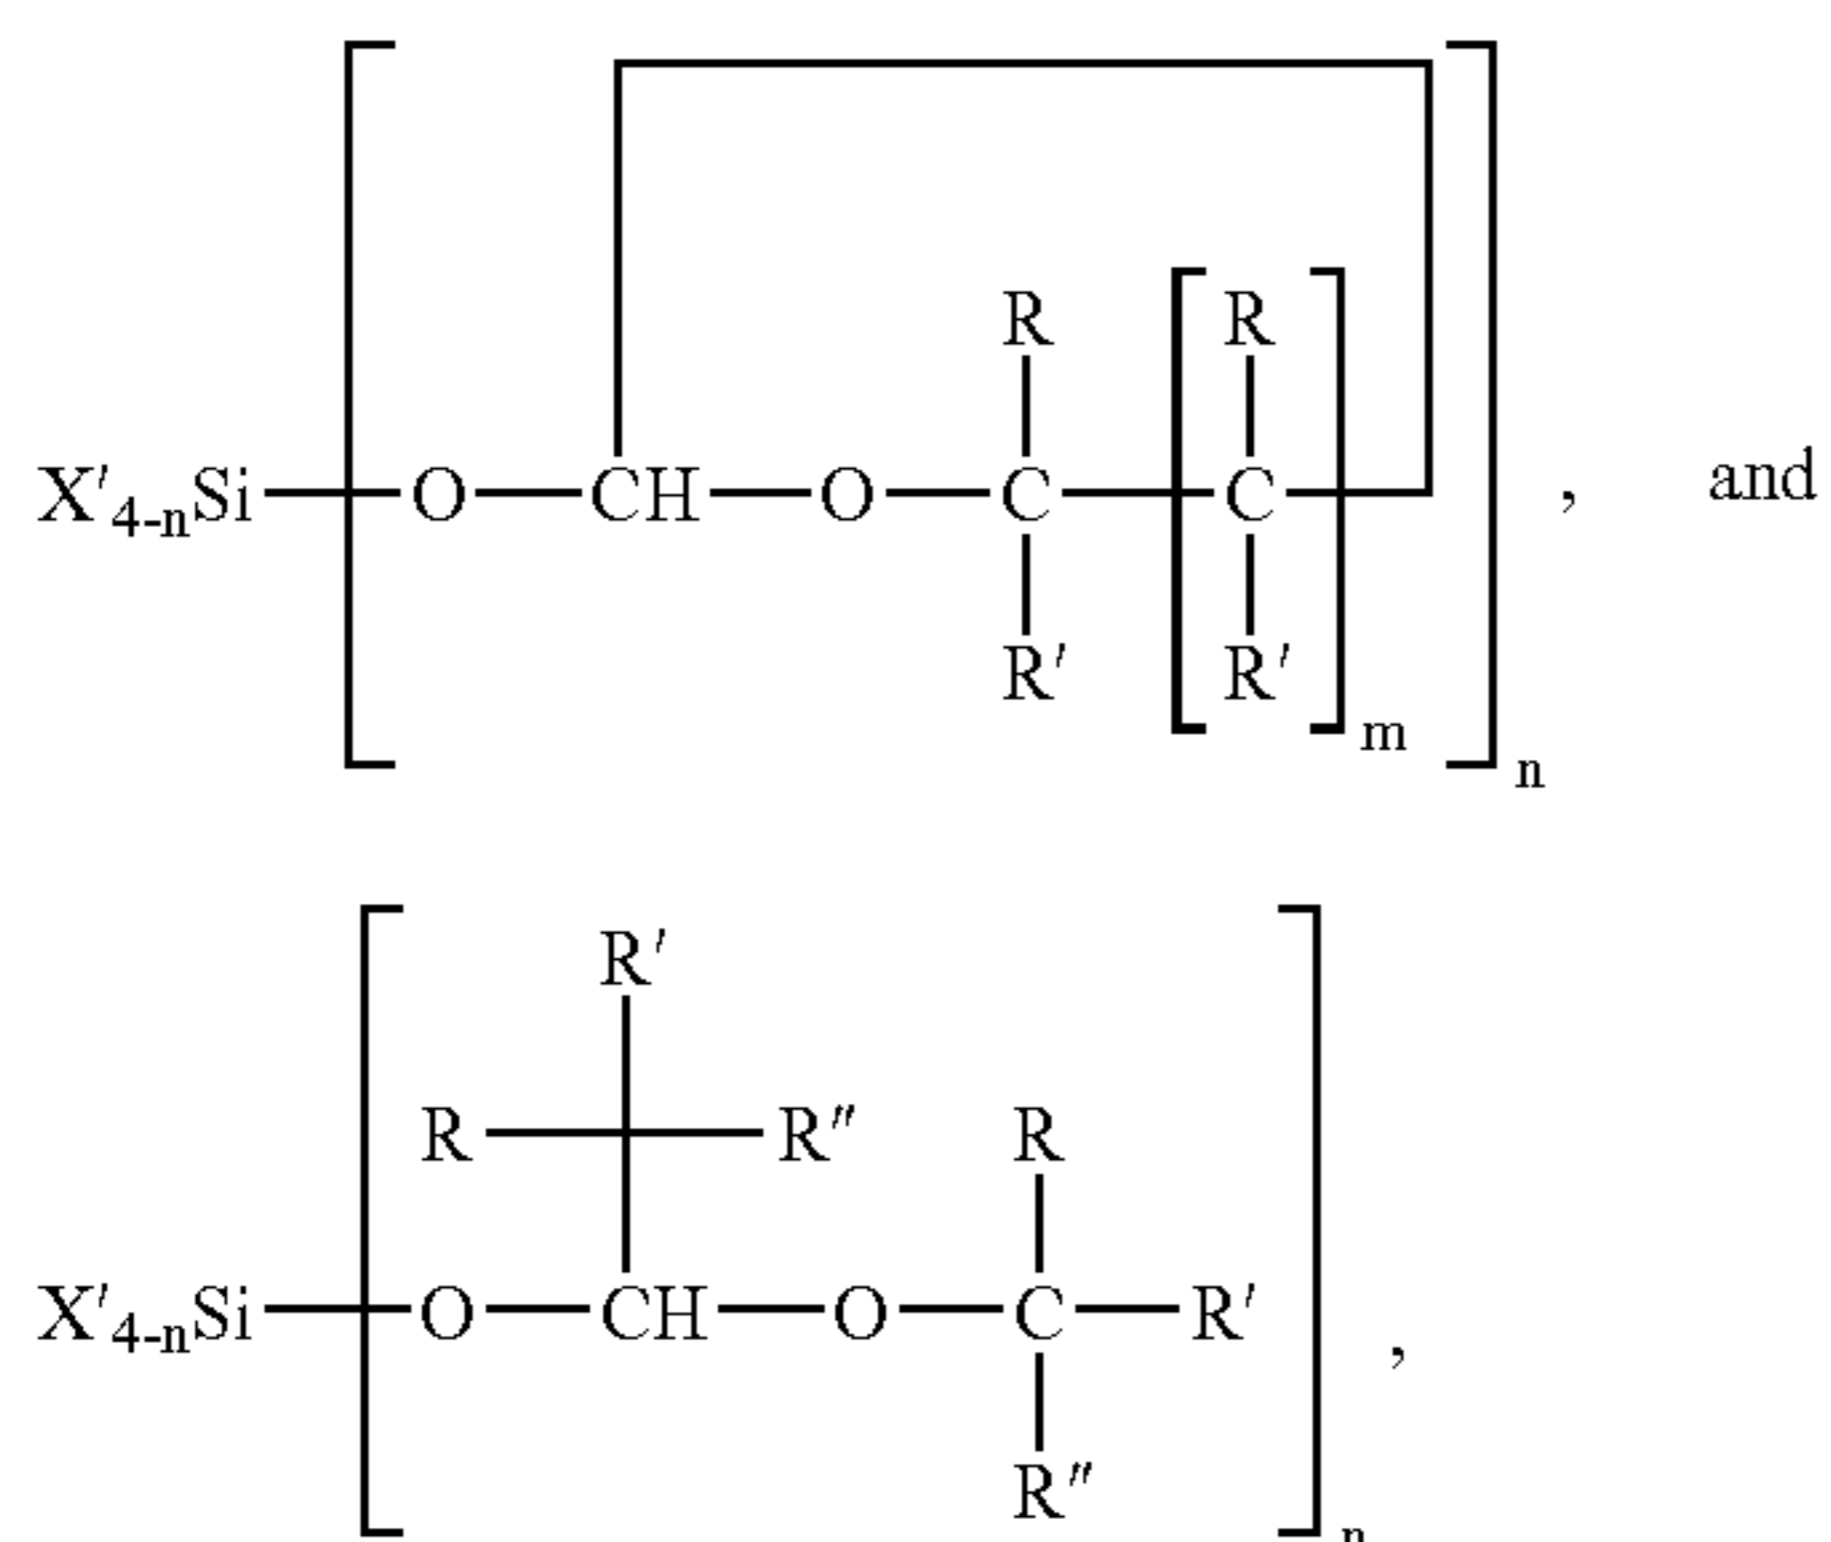 R R
X'4-nSi O CH O C C , and
R' R'
m
n
R'
R R" R
X'4-nSi O CH O C R' ,
R"
n